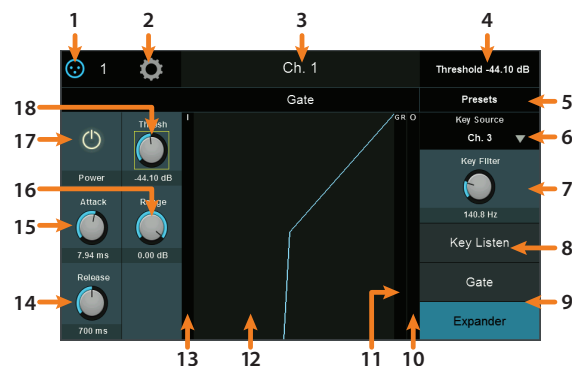 1 2 3 4
1 Ch. 1 Threshold -44.10 dB
Gate Presets 5
18 Thresh I GR O Key Source
17 Ch. 3 6
Power -44.10 dB Key Filter
16 7
Attack Range 140.8 Hz
15
7.94 ms 0.00 dB Key Listen 8
Release Gate
14 9
700 ms Expander
13 12 11 10